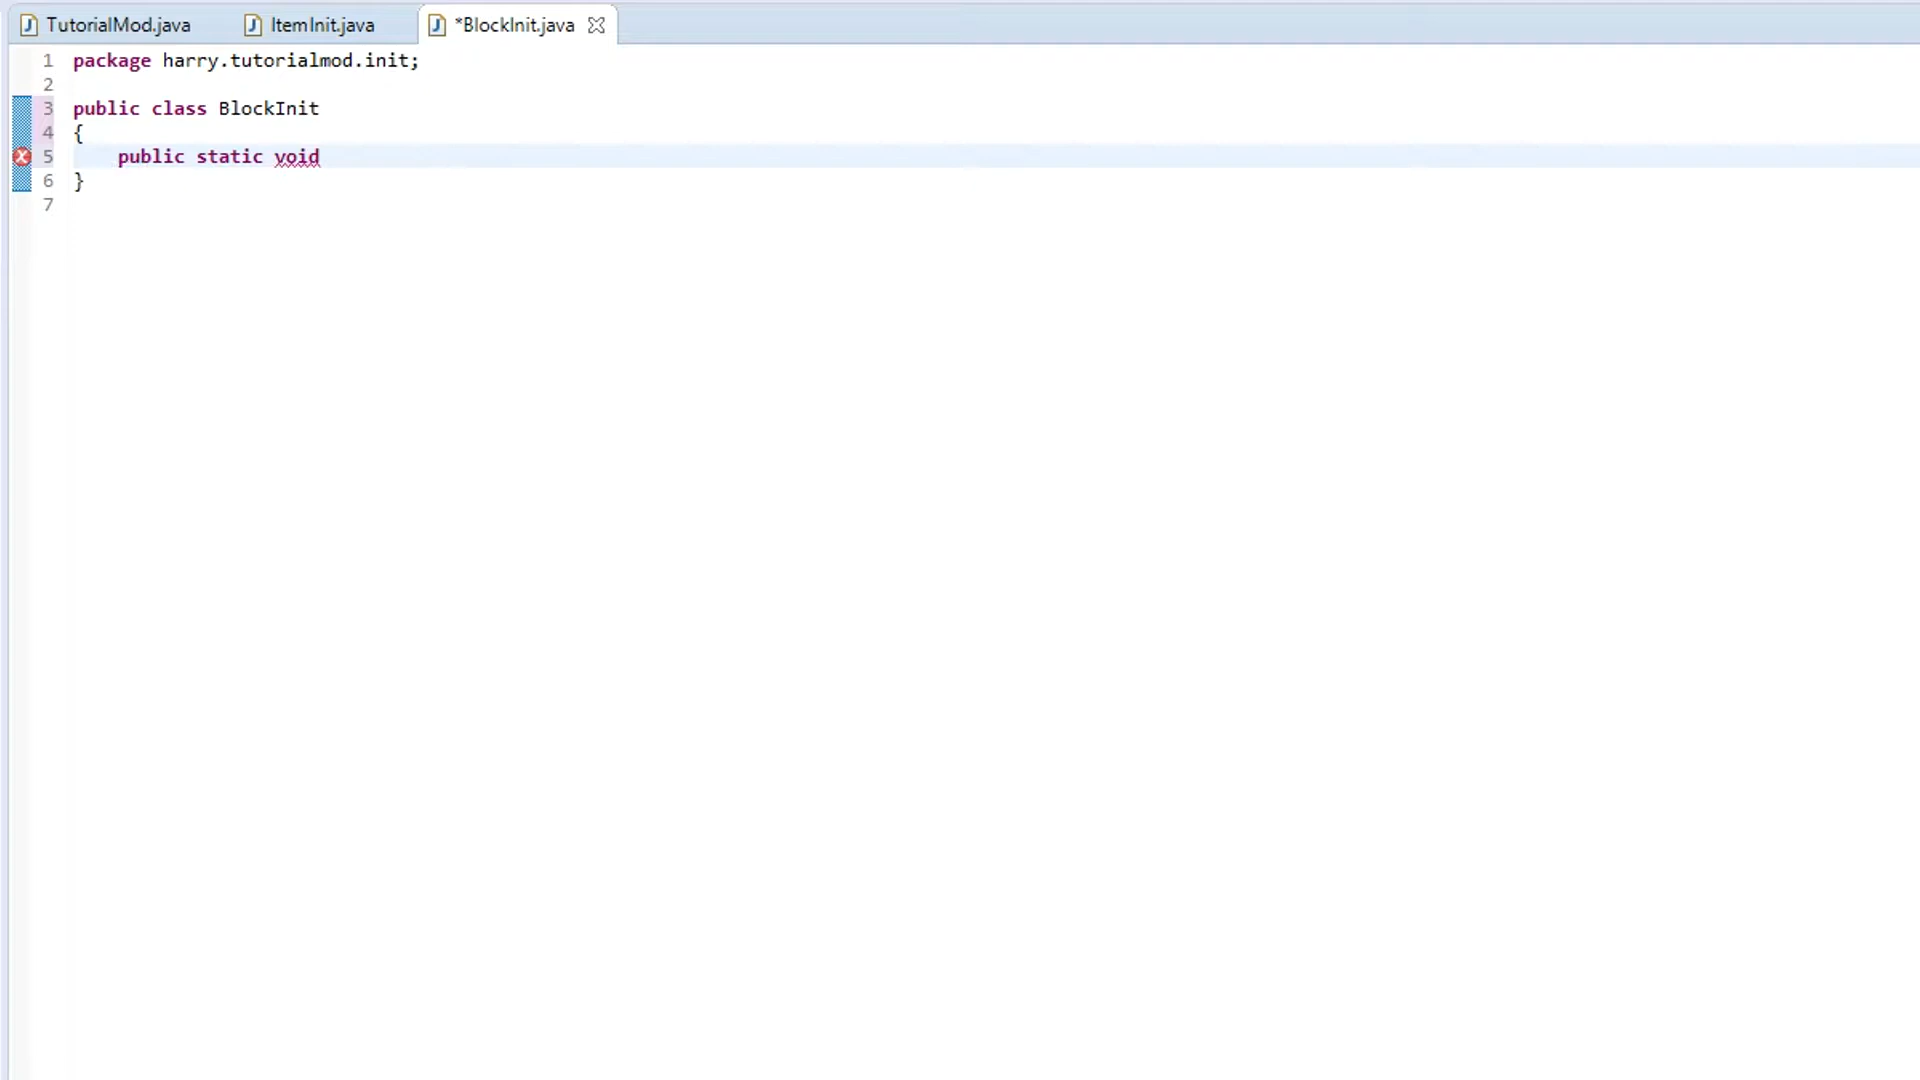 TutorialMod.java ItemInit.java *BlockInit.java
1 package harry.tutorialmod.init;
2
3 public class BlockInit
4 {
5 public static void
6 }
7